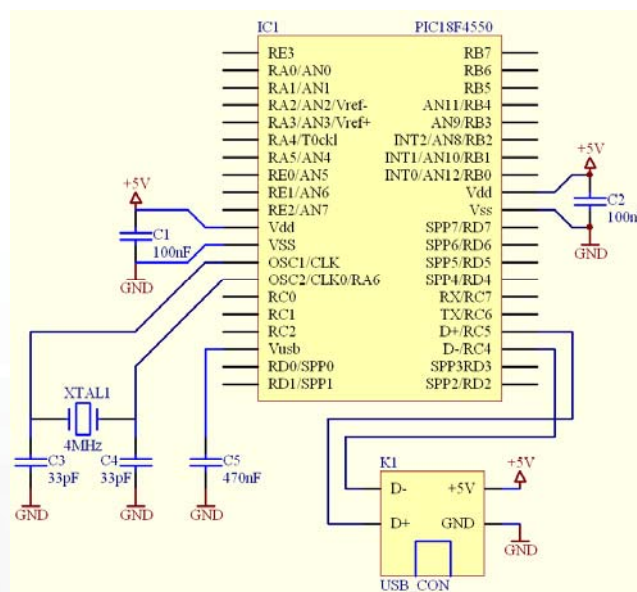 IC1 PIC18F4550
RE3 RB7
RA0/AN0 RB6
RA1/AN1 RB5
RA2/AN2/Vref- AN11/RB4
RA3/AN3/Vref+ AN9/RB3
RA4/T0ckl INT2/AN8/RB2
RA5/AN4 INT1/AN10/RB1
RE0/AN5 INT0/AN12/RB0
RE1/AN6 Vdd
RE2/AN7 Vss
Vdd SPP7/RD7
VSS SPP6/RD6
OSC1/CLK SPP5/RD5
OSC2/CLK0/RA6 SPP4/RD4
RC0 RX/RC7
RC1 TX/RC6
RC2 D+/RC5
Vusb D-/RC4
RD0/SPP0 SPP3RD3
RD1/SPP1 SPP2/RD2
+5V
C1
100nF
GND
+5V
C2
100n
GND
XTAL1
4MHz
C3
33pF
GND
C4
33pF
GND
C5
470nF
GND
K1
D- +5V
D+ GND
USB_CON
+5V
GND